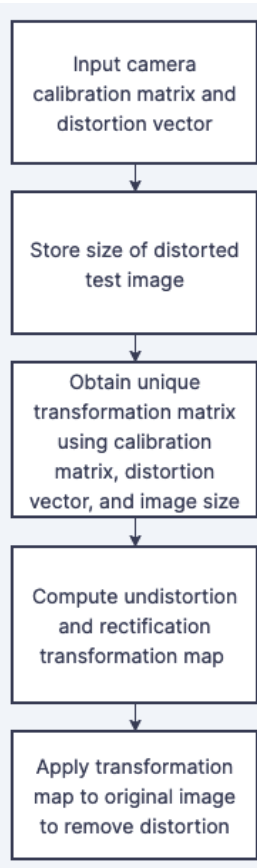 Input camera
calibration matrix and
distortion vector
Store size of distorted
test image
Obtain unique
transformation matrix
using calibration
matrix, distortion
vector, and image size
Compute undistortion
and rectification
transformation map
Apply transformation
map to original image
to remove distortion